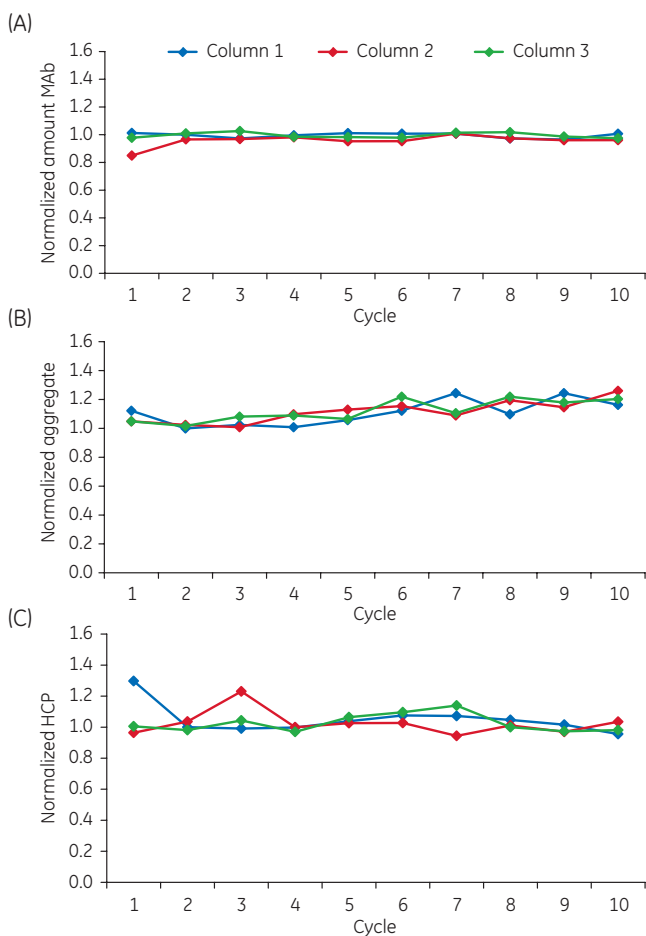 (A)
Normalized amount MAb
1.6
1.4
1.2
1.0
0.8
0.6
0.4
0.2
0.0
Column 1 Column 2 Column 3
1 2 3 4 5 6 7 8 9 10
Cycle
(B)
Normalized aggregate
1.6
1.4
1.2
1.0
0.8
0.6
0.4
0.2
0.0
1 2 3 4 5 6 7 8 9 10
Cycle
(C)
Normalized HCP
1.6
1.4
1.2
1.0
0.8
0.6
0.4
0.2
0.0
1 2 3 4 5 6 7 8 9 10
Cycle